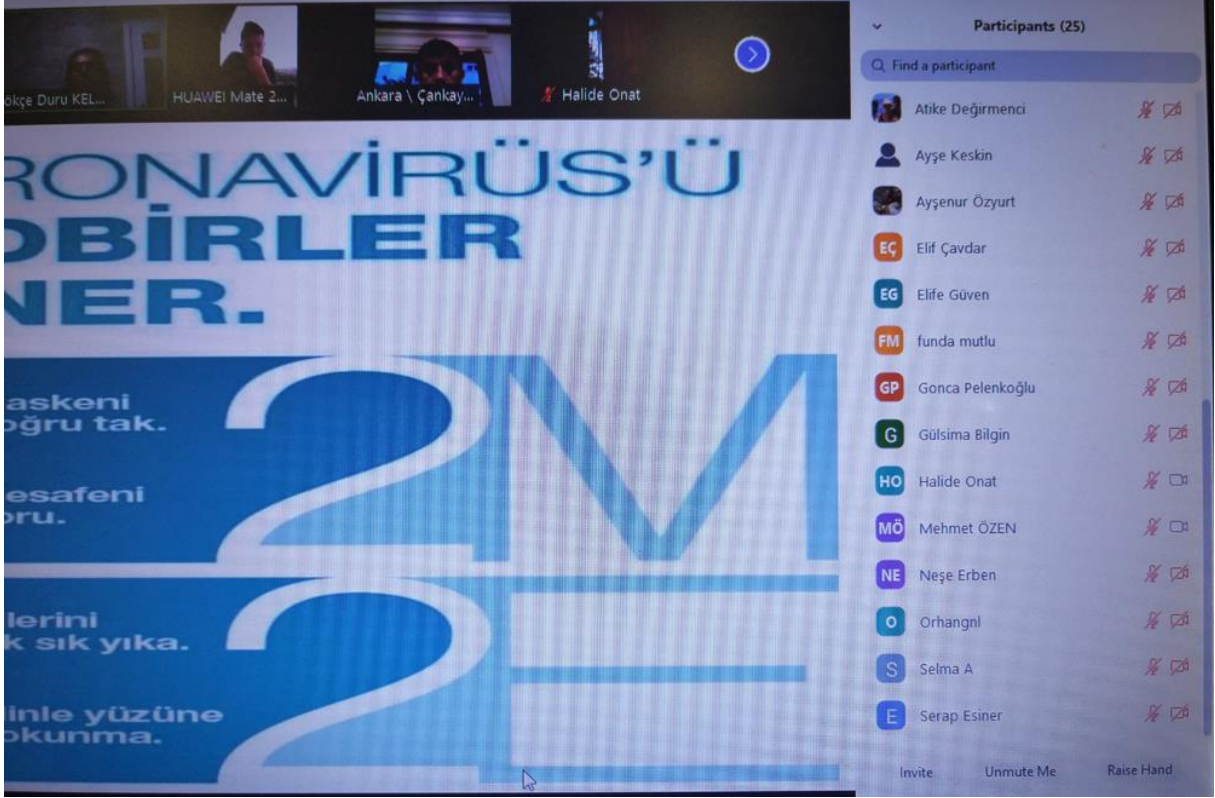 ökçe Duru KEL...
HUAWEI Mate 2...
Ankara \ Çankay...
Halide Onat
RONAVİRÜS'Ü
OBİRLER
NER.
askeni
oğru tak.
2M
esafeni
oru.
lerini
k sık yıka.
2E
linle yüzüne
okunma.
Participants (25)
Find a participant
Atike Değirmenci
Ayşe Keskin
Ayşenur Özyurt
EÇ Elif Çavdar
EG Elife Güven
FM funda mutlu
GP Gonca Pelenkoğlu
G Gülsima Bilgin
HO Halide Onat
MÖ Mehmet ÖZEN
NE Neşe Erben
O Orhangnl
S Selma A
E Serap Esiner
Invite Unmute Me Raise Hand